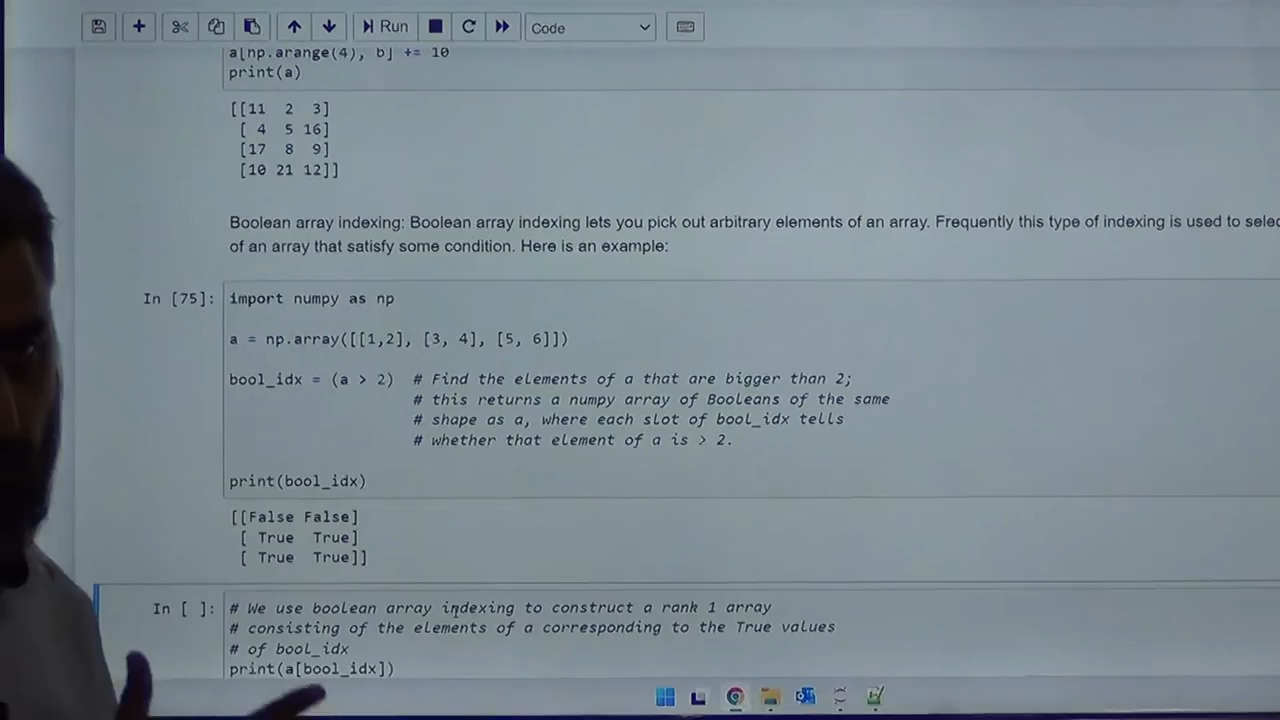 Run
Code
a[np.arange(4), b] += 10
print(a)
[[11  2  3]
[ 4  5 16]
[17  8  9]
[10 21 12]]
Boolean array indexing: Boolean array indexing lets you pick out arbitrary elements of an array. Frequently this type of indexing is used to
of an array that satisfy some condition. Here is an example:
In [75]: import numpy as np
a = np.array([[1,2], [3, 4], [5, 6]])
bool_idx = (a > 2)  # Find the elements of a that are bigger than 2;
# this returns a numpy array of Booleans of the same
# shape as a, where each slot of bool_idx tells
# whether that element of a is > 2.
print(bool_idx)
[[False False]
[ True  True]
[ True  True]]
In [ ]: # We use boolean array indexing to construct a rank 1 array
# consisting of the elements of a corresponding to the True values
# of bool_idx
print(a[bool_idx])